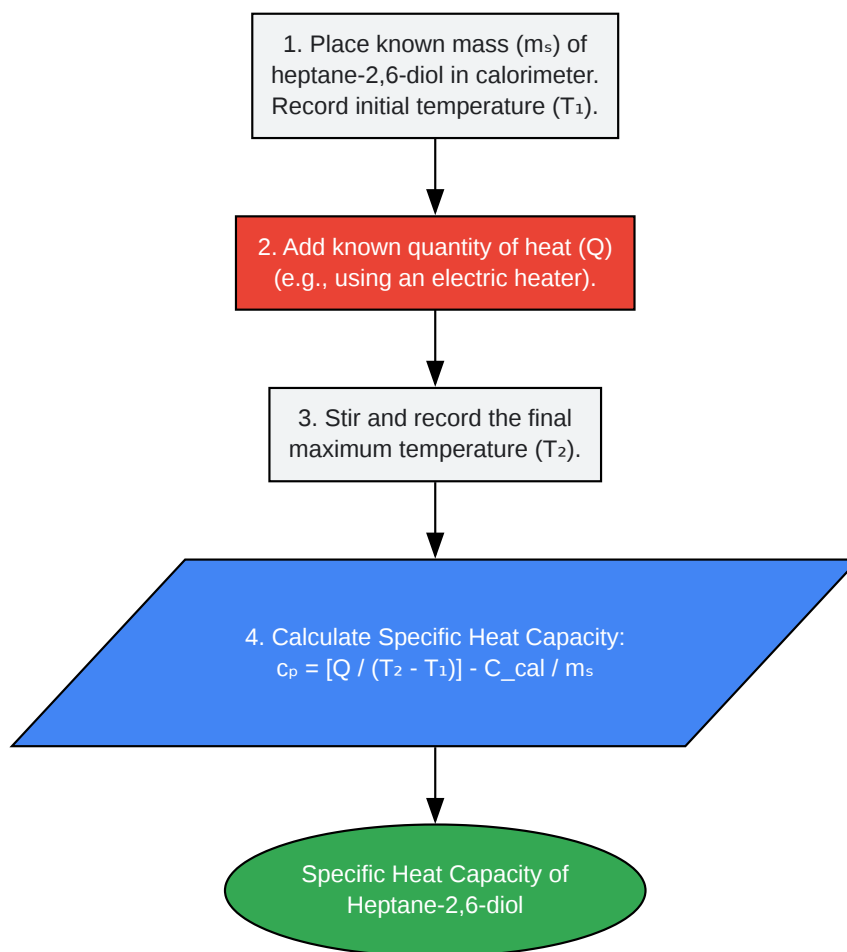 1. Place known mass (mₛ) of
heptane-2,6-diol in calorimeter.
Record initial temperature (T₁).
2. Add known quantity of heat (Q)
(e.g., using an electric heater).
3. Stir and record the final
maximum temperature (T₂).
4. Calculate Specific Heat Capacity:
cₚ = [Q / (T₂ - T₁)] - C_cal / mₛ
Specific Heat Capacity of
Heptane-2,6-diol